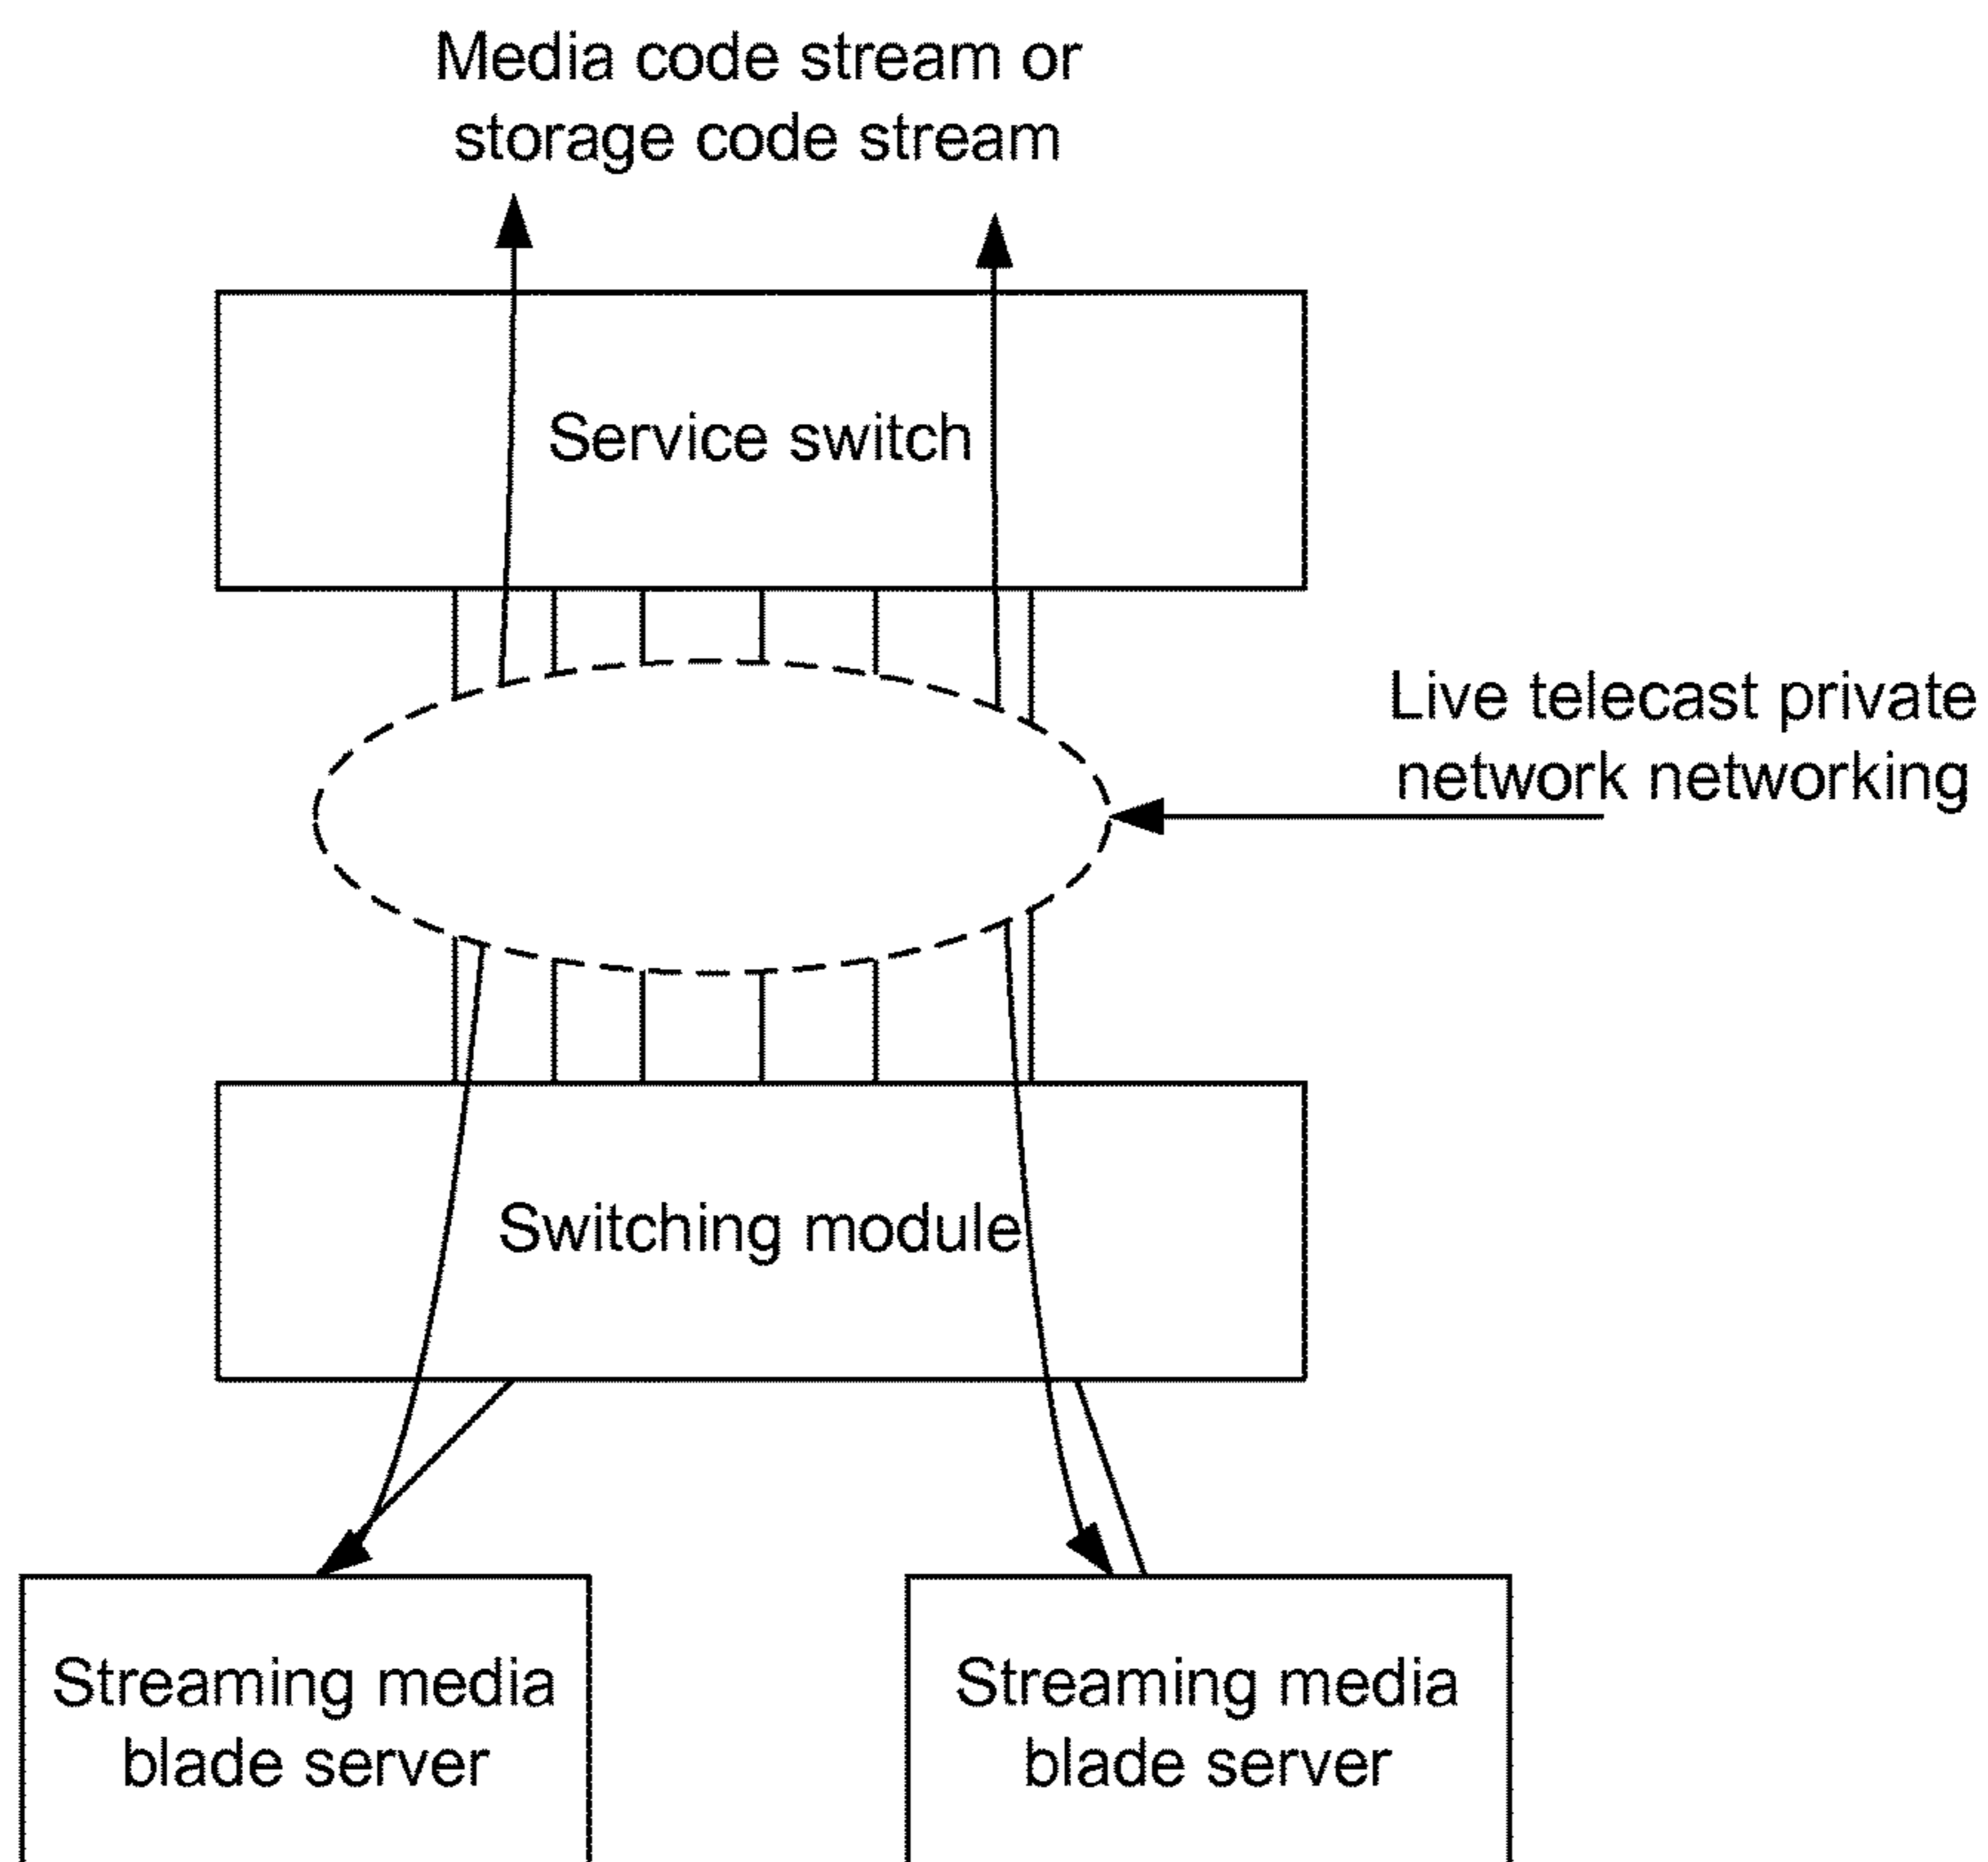 Media code stream or
storage code stream
Service switch
Live telecast private
network networking
Switching module
Streaming media
blade server
Streaming media
blade server